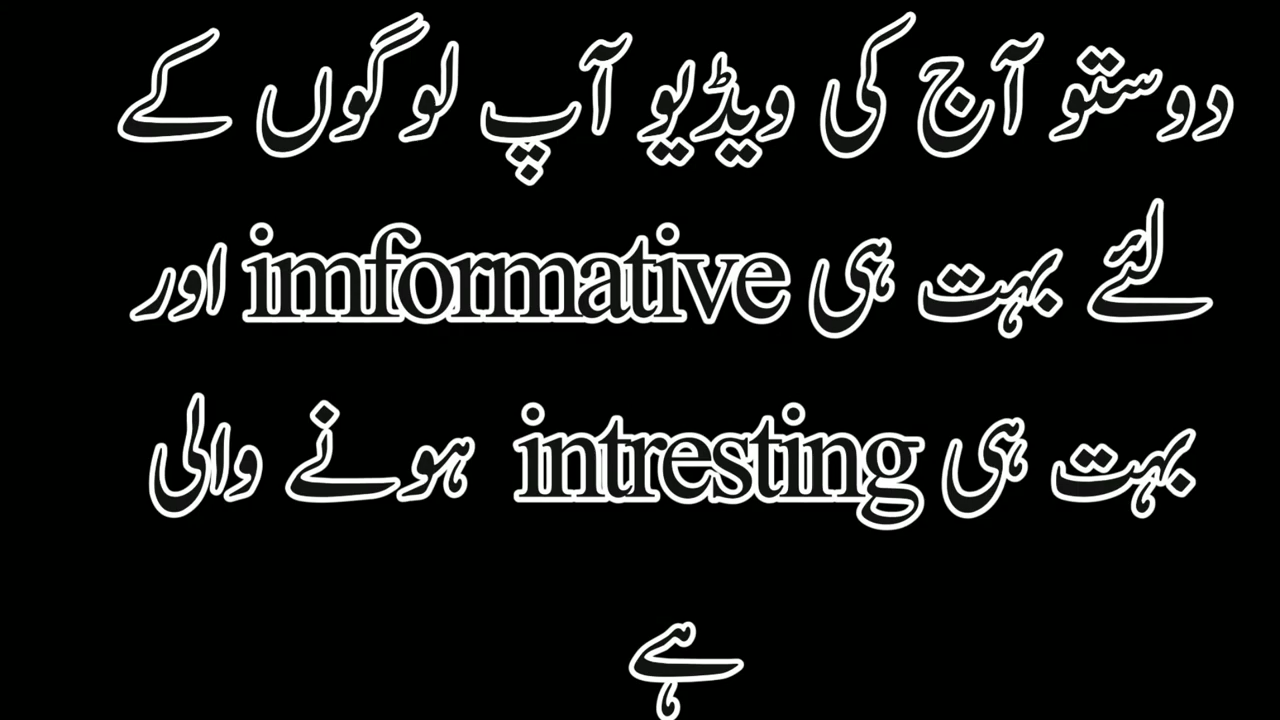 دوستو آج کی ویڈیو آپ لوگوں کے
لئے بہت ہی imformative اور
بہت ہی intresting ہونے والی
ہے